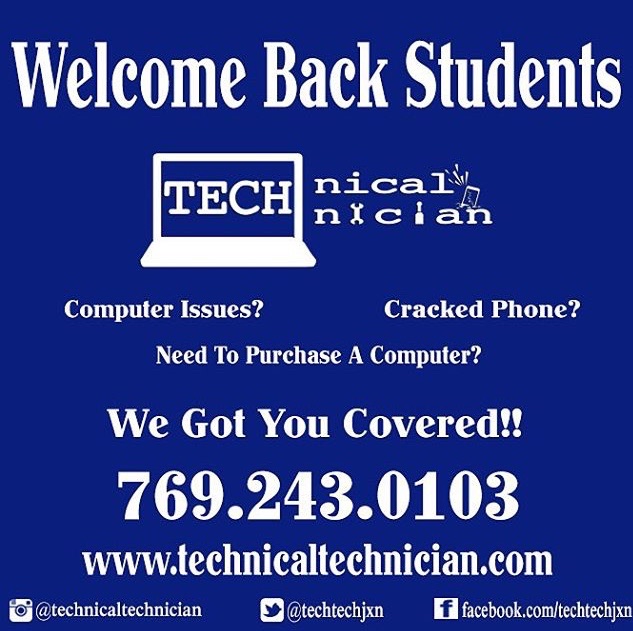 Welcome Back Students
TECH nical
nician
Computer Issues? Cracked Phone?
Need To Purchase A Computer?
We Got You Covered!!
769.243.0103
www.technicaltechnician.com
@technicaltechnician @techtechjxn facebook.com/techtechjxn